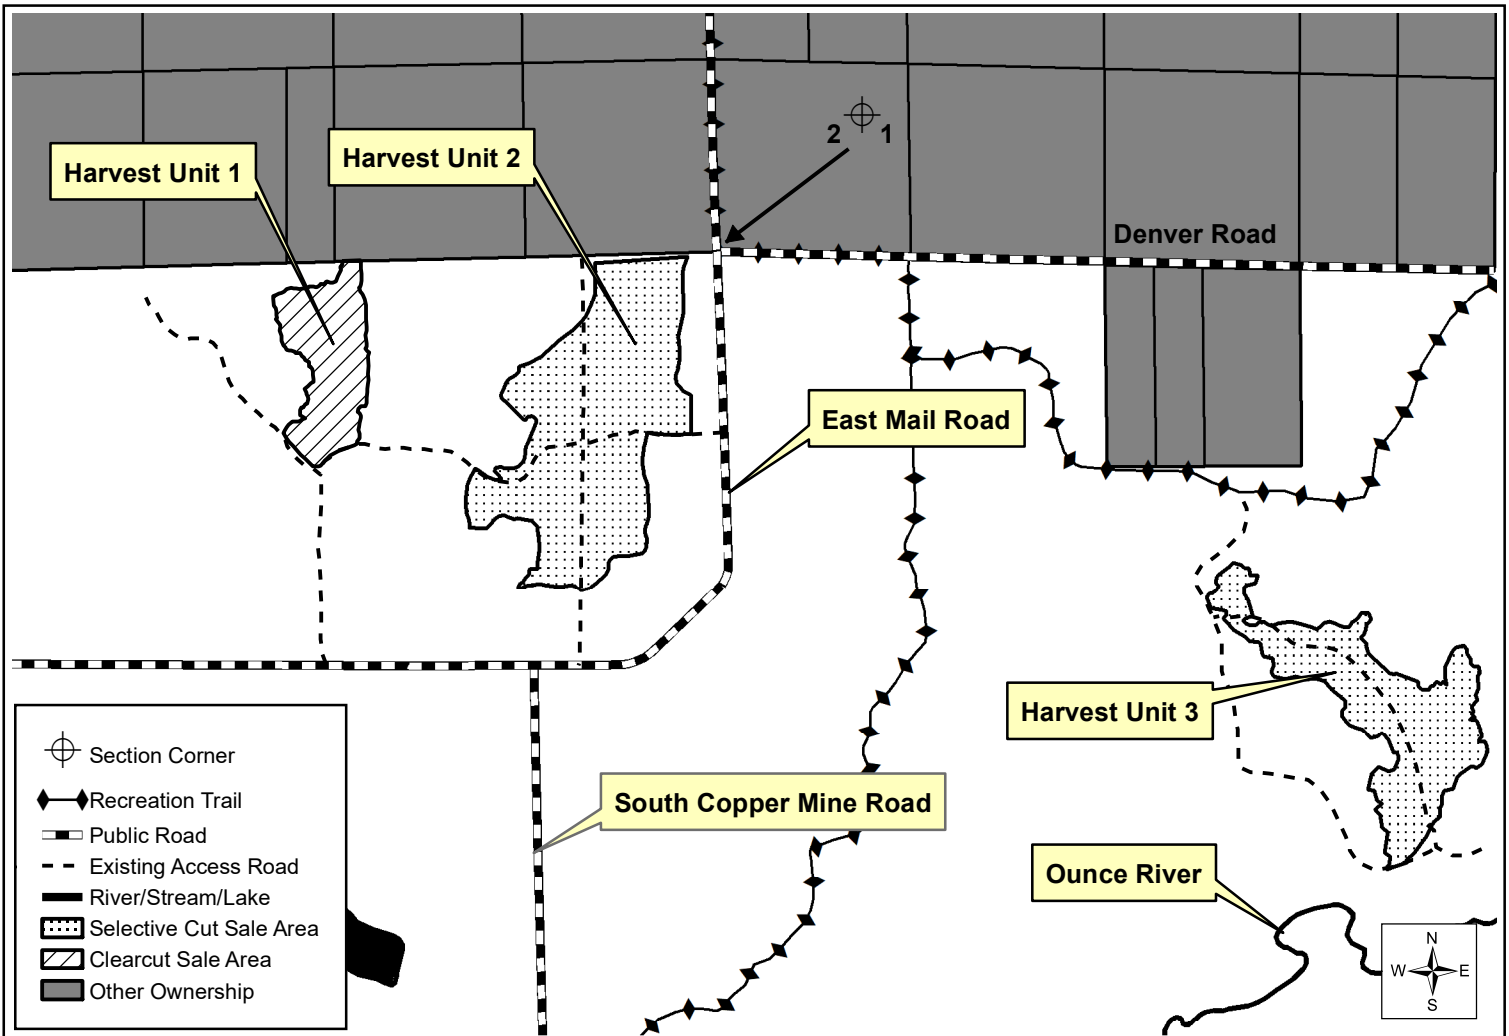 2 1
Harvest Unit 1
Harvest Unit 2
Denver Road
East Mail Road
Harvest Unit 3
South Copper Mine Road
Ounce River
Section Corner
Recreation Trail
Public Road
Existing Access Road
River/Stream/Lake
Selective Cut Sale Area
Clearcut Sale Area
Other Ownership
N
W E
S